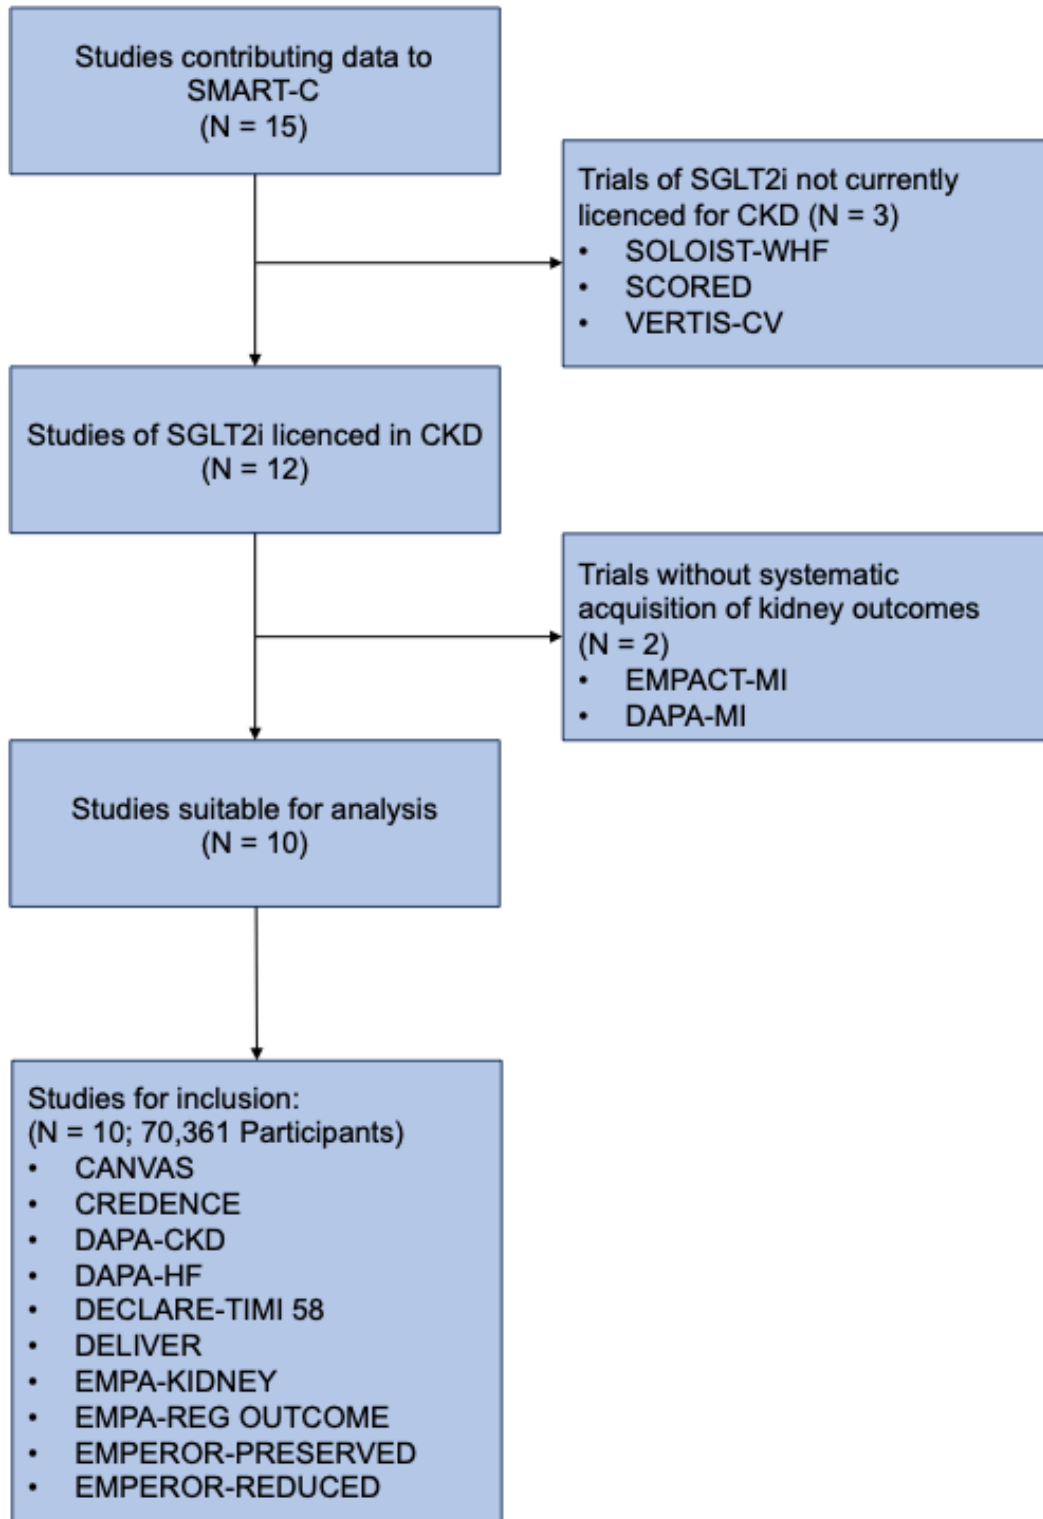 Studies contributing data to
SMART-C
(N = 15)
Trials of SGLT2i not currently
licenced for CKD (N = 3)
• SOLOIST-WHF
• SCORED
• VERTIS-CV
Studies of SGLT2i licenced in CKD
(N = 12)
Trials without systematic
acquisition of kidney outcomes
(N = 2)
• EMPACT-MI
• DAPA-MI
Studies suitable for analysis
(N = 10)
Studies for inclusion:
(N = 10; 70,361 Participants)
• CANVAS
• CREDENCE
• DAPA-CKD
• DAPA-HF
• DECLARE-TIMI 58
• DELIVER
• EMPA-KIDNEY
• EMPA-REG OUTCOME
• EMPEROR-PRESERVED
• EMPEROR-REDUCED